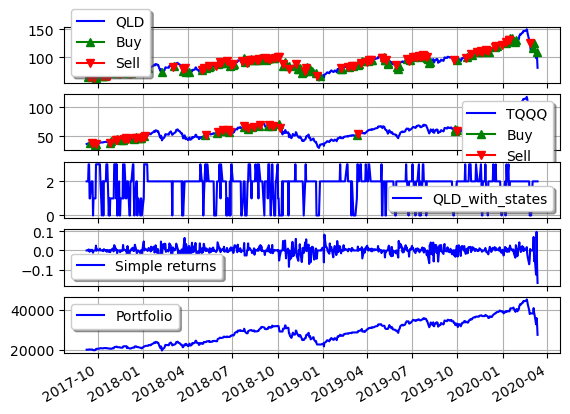 150
QLD
Buy
Sell
100
100
50
TQQQ
Buy
Sell
2
0
QLD_with_states
0.1
0.0
−0.1
Simple returns
40000
20000
Portfolio
2017-10
2018-01
2018-04
2018-07
2018-10
2019-01
2019-04
2019-07
2019-10
2020-01
2020-04